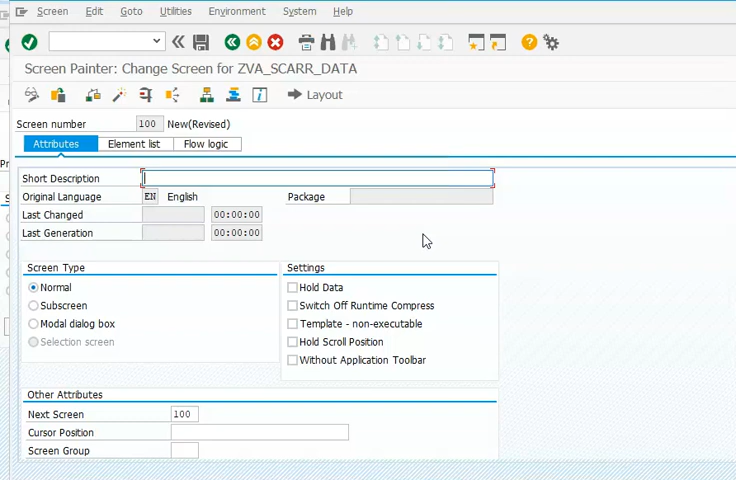 Screen Edit Goto Utilities Environment System Help
Screen Painter: Change Screen for ZVA_SCARR_DATA
Layout
Screen number 100 New(Revised)
Attributes Element list Flow logic
Short Description
Original Language EN English Package
Last Changed 00:00:00
Last Generation 00:00:00
Screen Type Settings
Normal Hold Data
Subscreen Switch Off Runtime Compress
Modal dialog box Template - non-executable
Selection screen Hold Scroll Position
Without Application Toolbar
Other Attributes
Next Screen 100
Cursor Position
Screen Group